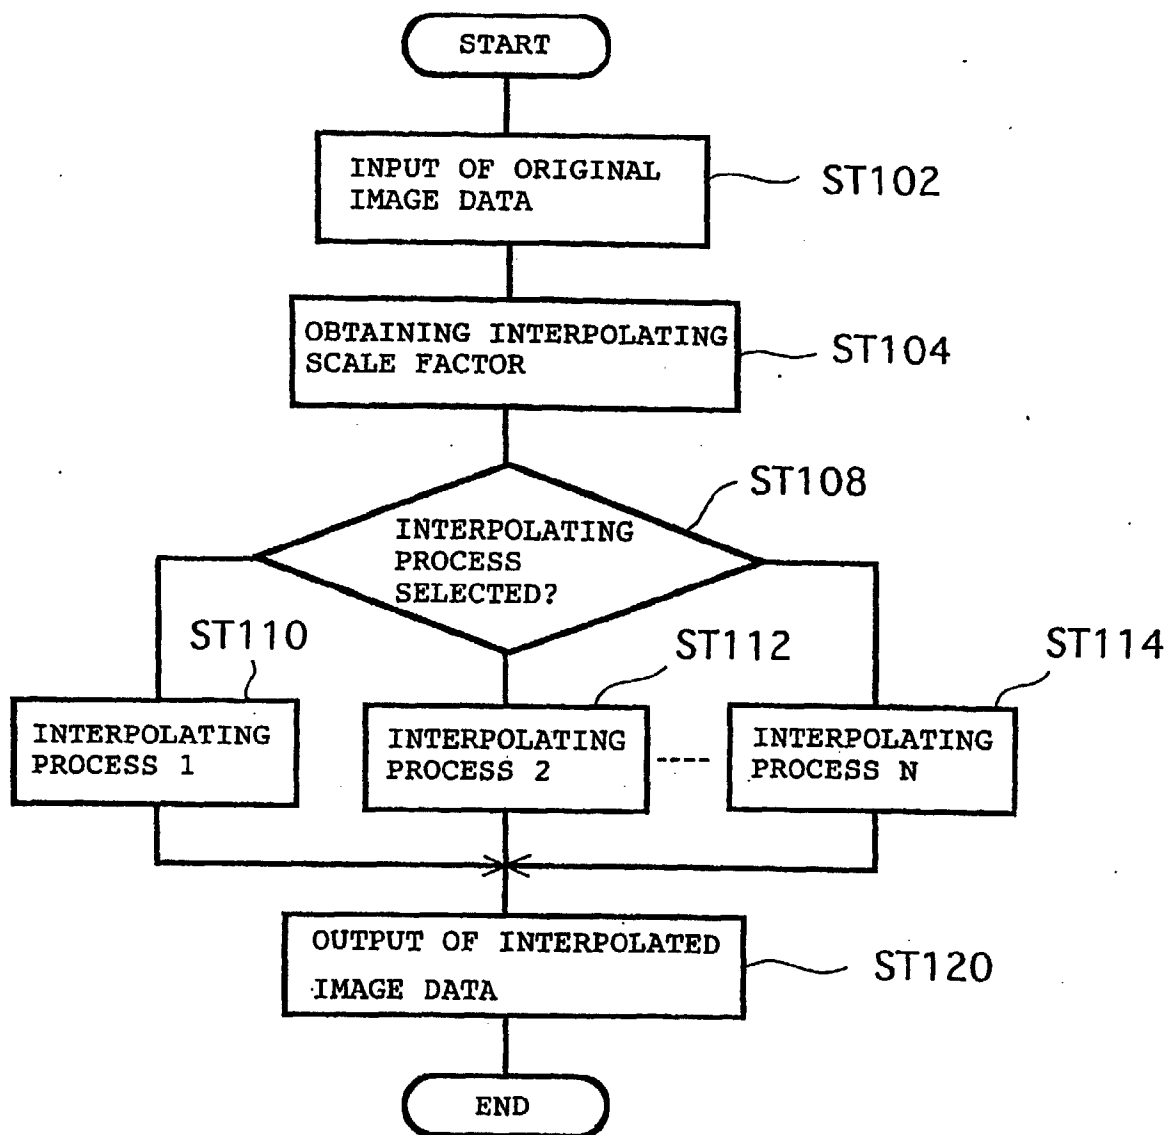 START
INPUT OF ORIGINAL
IMAGE DATA
ST102
OBTAINING INTERPOLATING
SCALE FACTOR
ST104
ST108
INTERPOLATING
PROCESS
SELECTED?
ST110
ST112
ST114
INTERPOLATING
PROCESS 1
INTERPOLATING
PROCESS 2
INTERPOLATING
PROCESS N
OUTPUT OF INTERPOLATED
IMAGE DATA
ST120
END